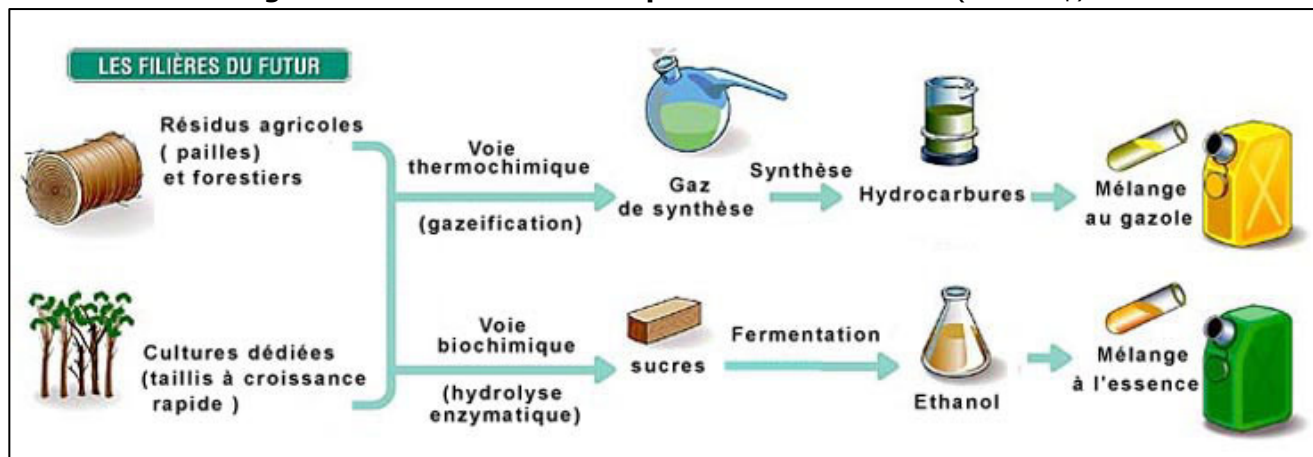 LES FILIÈRES DU FUTUR
Résidus agricoles
( pailles)
et forestiers
Voie
thermochimique
(gazeification)
Gaz
de synthèse
Synthèse
Hydrocarbures
Mélange
au gazole
Cultures dédiées
(taillis à croissance
rapide )
Voie
biochimique
(hydrolyse
enzymatique)
sucres
Fermentation
Ethanol
Mélange
à l'essence